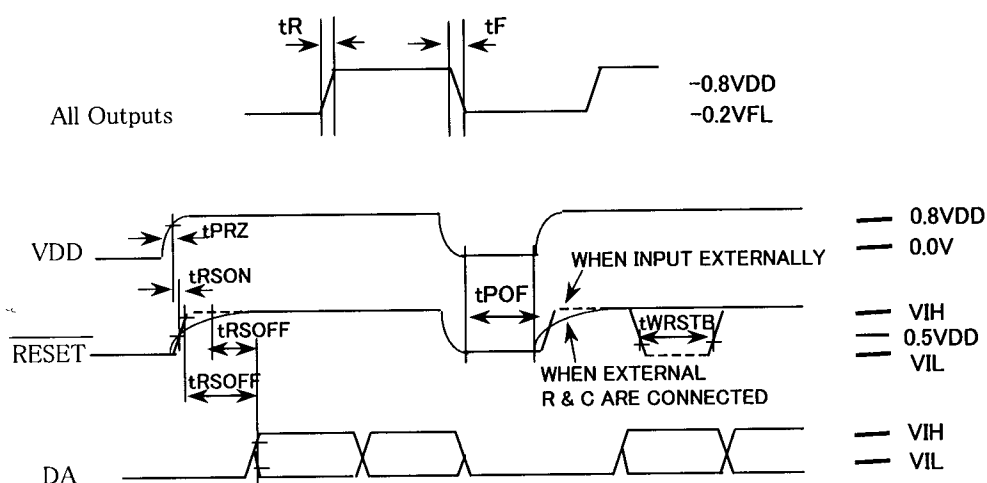 tR
tF
All Outputs
-0.8VDD
-0.2VFL
VDD
tPRZ
0.8VDD
0.0V
tRSON
tPOF
WHEN INPUT EXTERNALLY
RESET
tRSOFF
tWRSTB
VIH
0.5VDD
VIL
tRSOFF
WHEN EXTERNAL
R & C ARE CONNECTED
DA
VIH
VIL